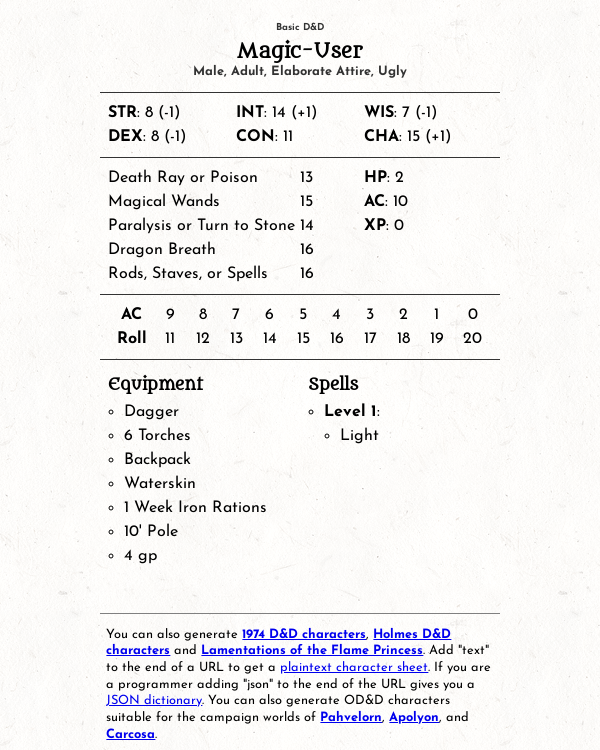 Basic D&D
Magic-User
Male, Adult, Elaborate Attire, Ugly
STR: 8 (-1) INT: 14 (+1) WIS: 7 (-1)
DEX: 8 (-1) CON: 11 CHA: 15 (+1)
Death Ray or Poison 13 HP: 2
Magical Wands 15 AC: 10
Paralysis or Turn to Stone 14 XP: 0
Dragon Breath 16
Rods, Staves, or Spells 16
AC 9 8 7 6 5 4 3 2 1 0
Roll 11 12 13 14 15 16 17 18 19 20
Equipment
Dagger
6 Torches
Backpack
Waterskin
1 Week Iron Rations
10' Pole
4 gp
Spells
Level 1:
Light
You can also generate 1974 D&D characters, Holmes D&D
characters and Lamentations of the Flame Princess. Add "text"
to the end of a URL to get a plaintext character sheet. If you are
a programmer adding "json" to the end of the URL gives you a
JSON dictionary. You can also generate OD&D characters
suitable for the campaign worlds of Pahvelorn, Apolyon, and
Carcosa.